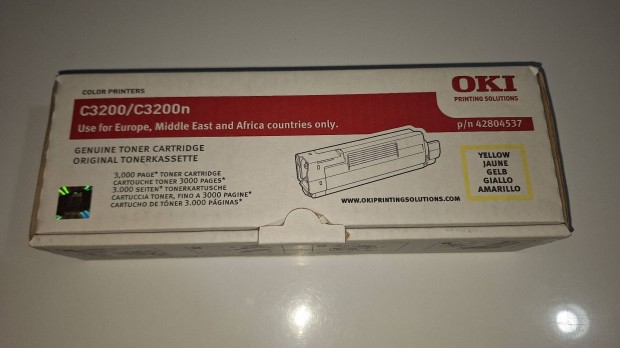 COLOR PRINTERS
OKI
PRINTING SOLUTIONS
C3200/C3200n
Use for Europe, Middle East and Africa countries only.
p/n 42804537
GENUINE TONER CARTRIDGE
ORIGINAL TONERKASSETTE
3,000 PAGE* TONER CARTRIDGE
CARTOUCHE TONER 3000 PAGES*
3.000 SEITEN* TONERKARTUSCHE
CARTUCCIA TONER, FINO A 3000 PAGINE*
CARTUCHO DE TÓNER 3.000 PÁGINAS*
WWW.OKIPRINTINGSOLUTIONS.COM
YELLOW
JAUNE
GELB
GIALLO
AMARILLO